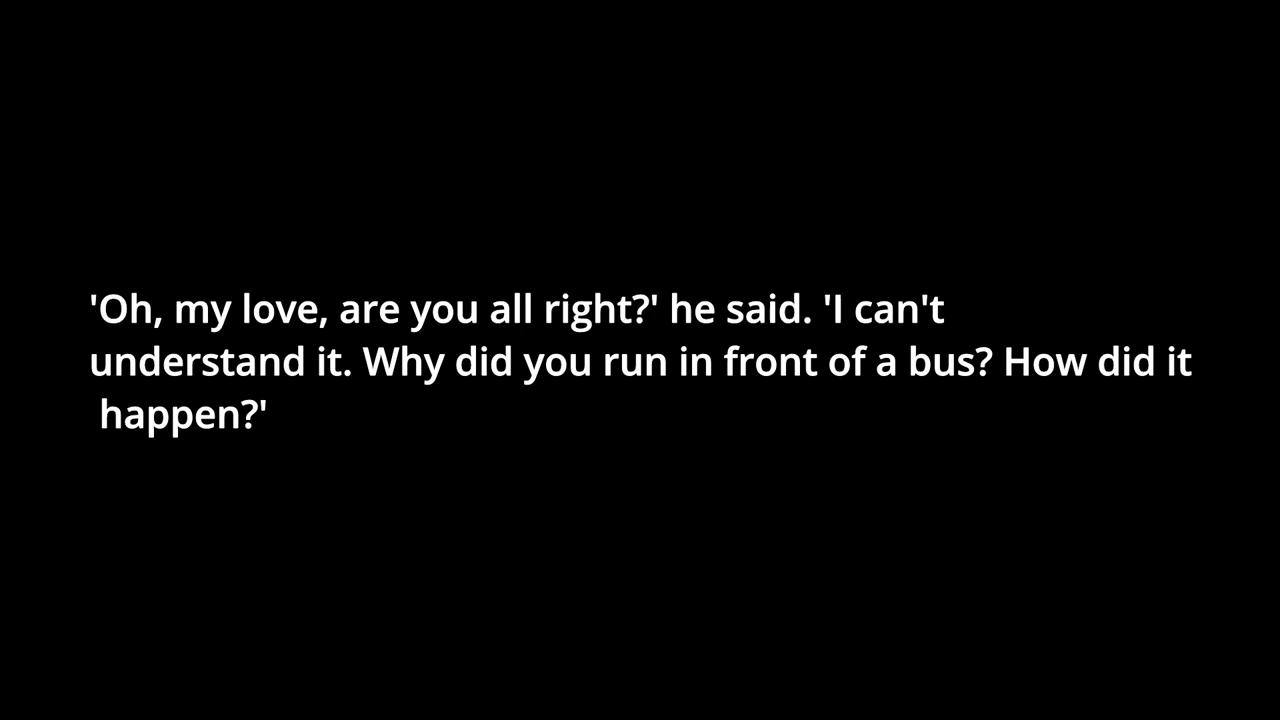 'Oh, my love, are you all right?' he said. 'I can't
understand it. Why did you run in front of a bus? How did it
happen?'